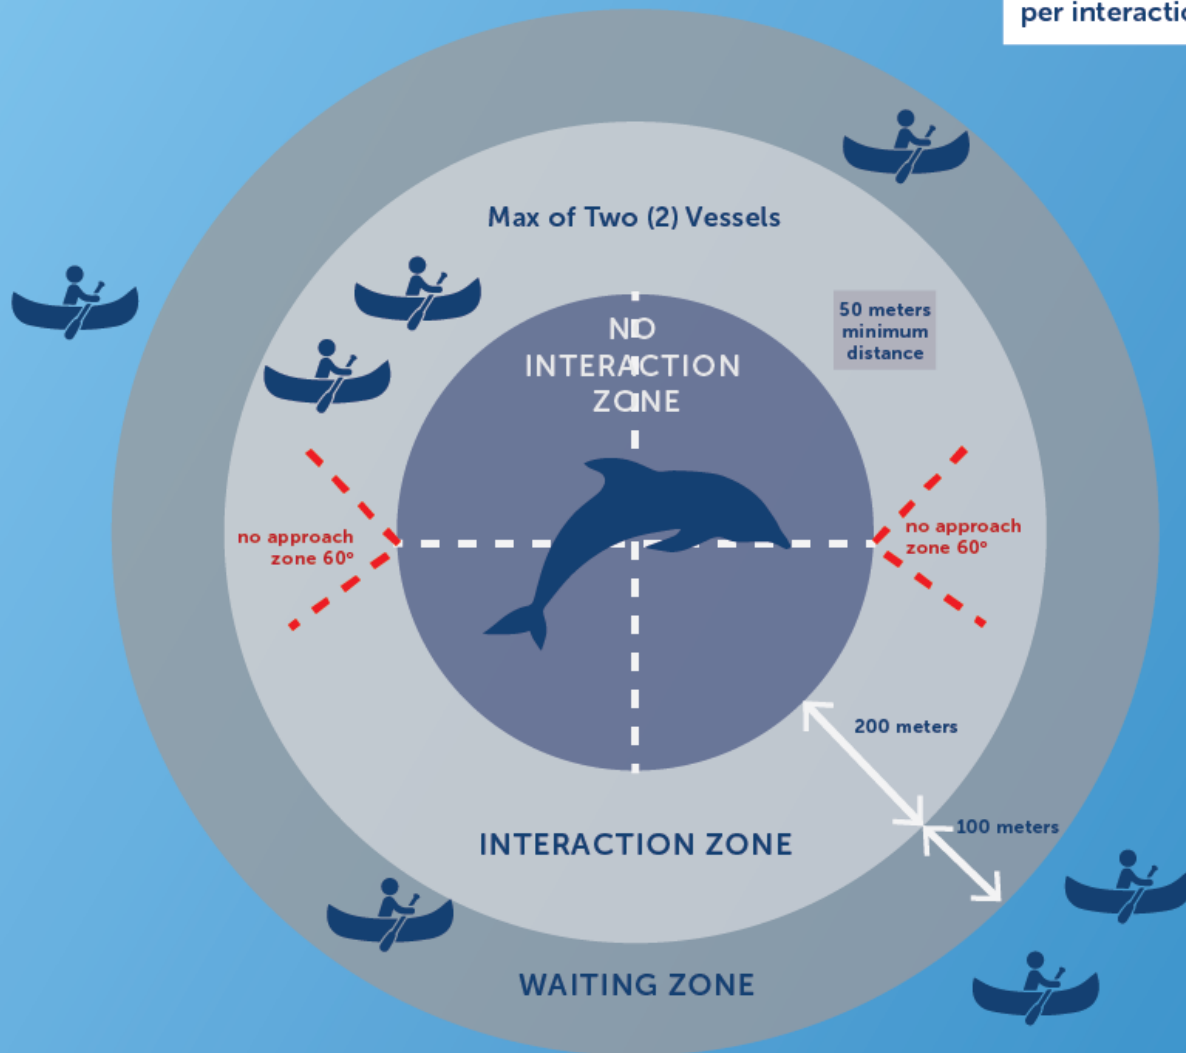 per interactio
Max of Two (2) Vessels
NO
INTERACTION
ZONE
50 meters
minimum
distance
no approach
zone 60º
no approach
zone 60º
200 meters
100 meters
INTERACTION ZONE
WAITING ZONE